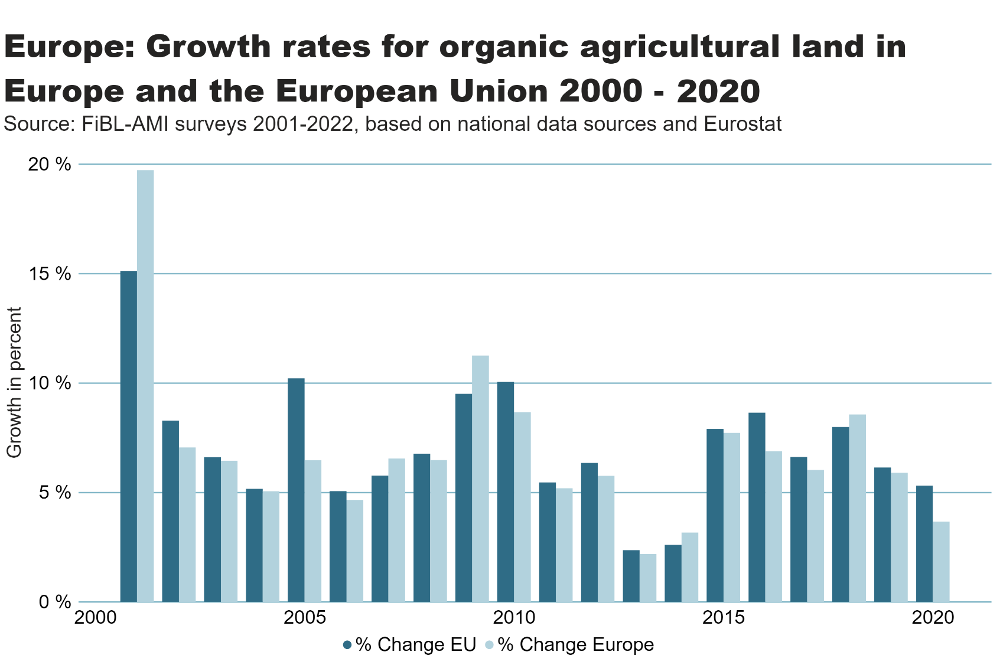 Europe: Growth rates for organic agricultural land in
Europe and the European Union 2000 - 2020
Source: FiBL-AMI surveys 2001-2022, based on national data sources and Eurostat
20 %
15 %
10 %
5 %
0 %
Growth in percent
2000 2005 2010 2015 2020
% Change EU % Change Europe